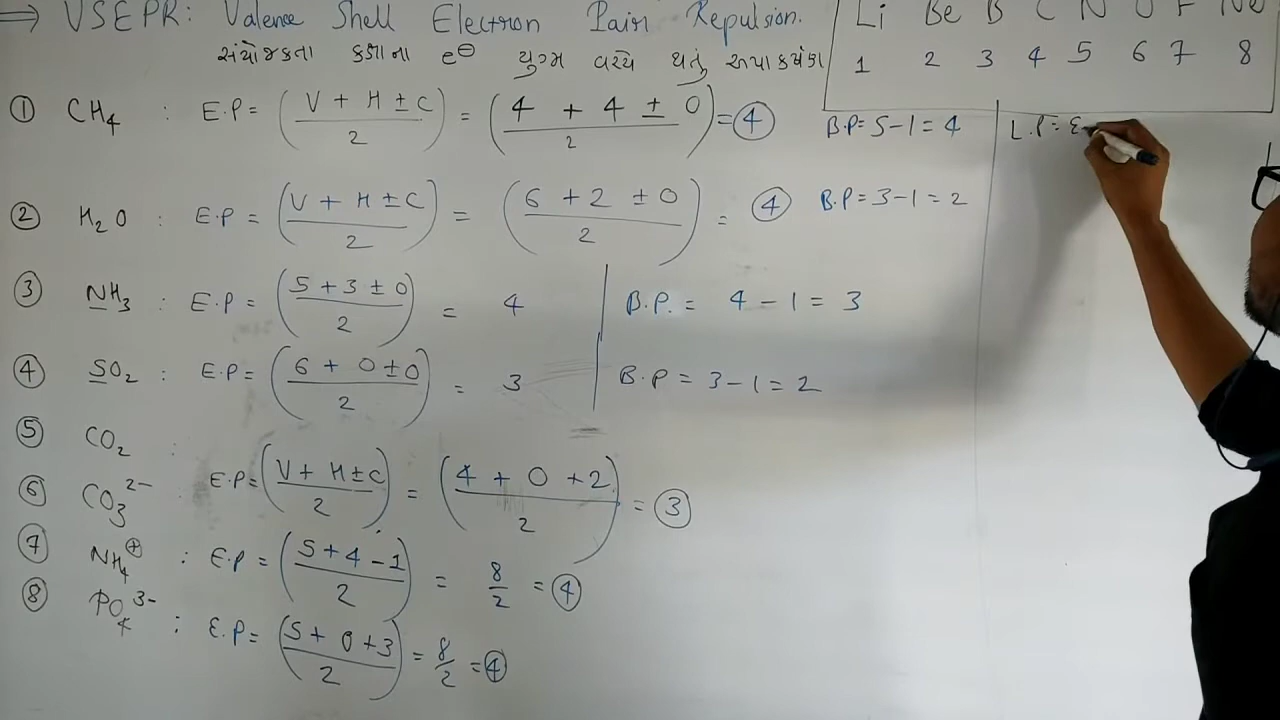 ⇒ VSEPR: Valence Shell Electron Pair Repulsion.
સંયોજકતા કક્ષાના e⊖ યુગ્મ વચ્ચે થતું અપાકર્ષણ
Li Be B C N O F Ne
1 2 3 4 5 6 7 8
① CH₄ : E.P = (V + H ± C / 2) = (4 + 4 ± 0 / 2) = ④ B.P = 5 - 1 = 4 L.P = E
② H₂O : E.P = (V + H ± C / 2) = (6 + 2 ± 0 / 2) = ④ B.P = 3 - 1 = 2
③ NH₃ : E.P = (5 + 3 ± 0 / 2) = 4 B.P. = 4 - 1 = 3
④ SO₂ : E.P = (6 + 0 ± 0 / 2) = 3 B.P = 3 - 1 = 2
⑤ CO₂ :
⑥ CO₃²⁻ : E.P = (V + H ± C / 2) = (4 + 0 + 2 / 2) = ③
⑦ NH₄⊕ : E.P = (5 + 4 - 1 / 2) = 8/2 = ④
⑧ PO₄³⁻ : E.P = (5 + 0 + 3 / 2) = 8/2 = ④